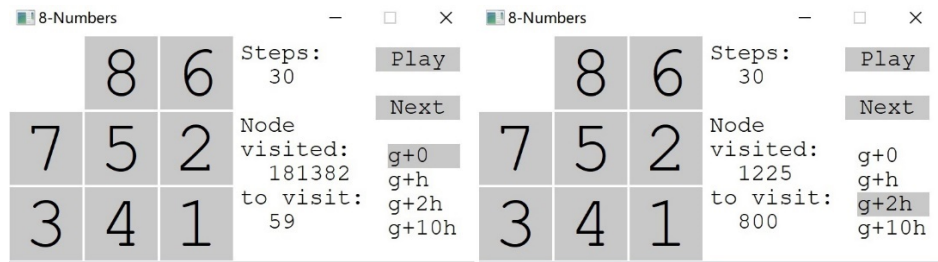 8-Numbers
8 6
7 5 2
3 4 1
Steps:
30
Node
visited:
181382
to visit:
59
Play
Next
g+0
g+h
g+2h
g+10h
8-Numbers
8 6
7 5 2
3 4 1
Steps:
30
Node
visited:
1225
to visit:
800
Play
Next
g+0
g+h
g+2h
g+10h